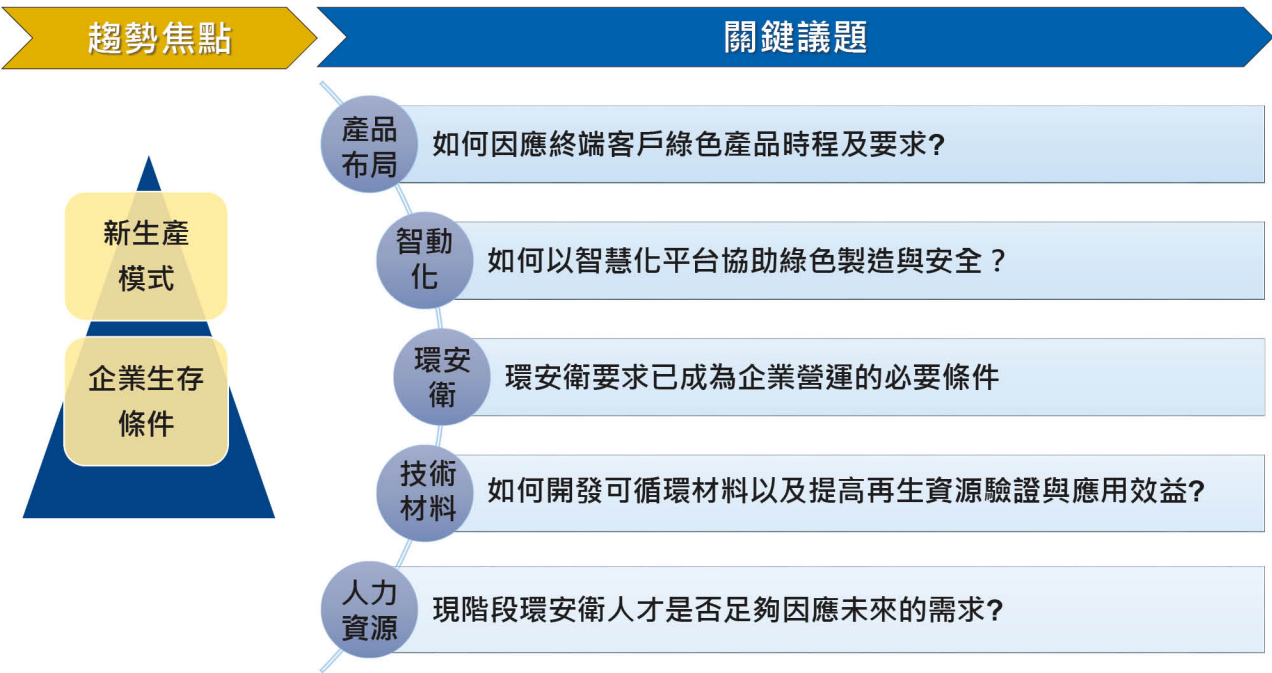 趨勢焦點
關鍵議題
新生產
模式
企業生存
條件
產品
布局
如何因應終端客戶綠色產品時程及要求?
智動
化
如何以智慧化平台協助綠色製造與安全？
環安
衛
環安衛要求已成為企業營運的必要條件
技術
材料
如何開發可循環材料以及提高再生資源驗證與應用效益?
人力
資源
現階段環安衛人才是否足夠因應未來的需求?